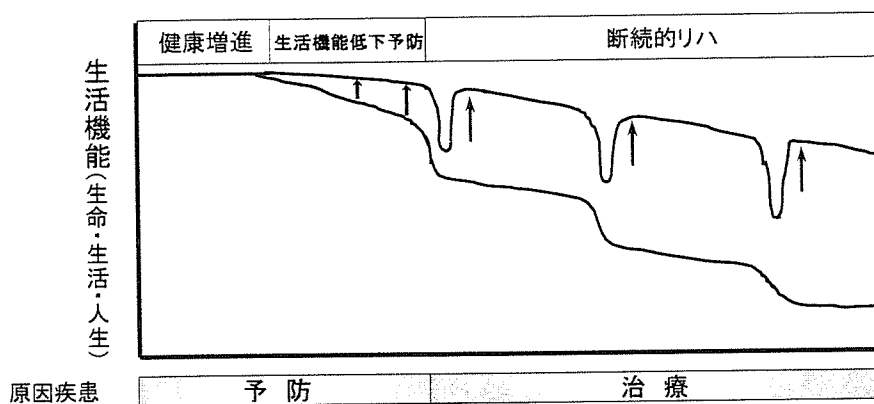 健康増進
生活機能低下予防
断続的リハ
生活機能(生命・生活・人生)
原因疾患
予防
治療